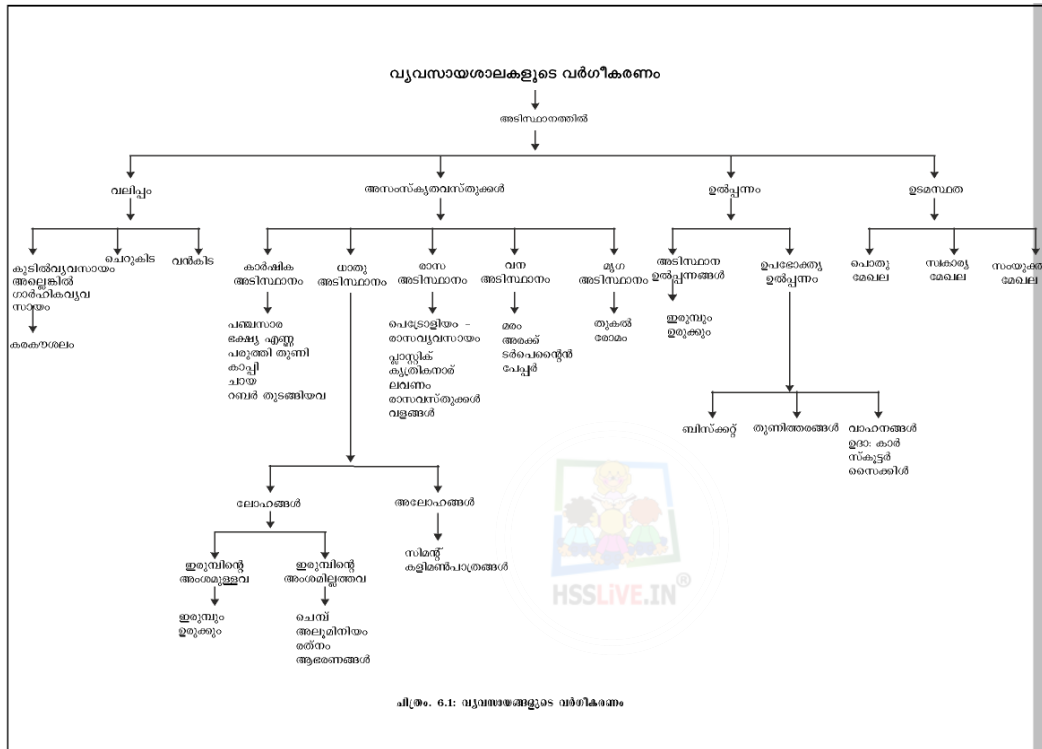 വ്യവസായശാലകളുടെ വർഗീകരണം
അടിസ്ഥാനത്തിൽ
വലിപ്പം
അസംസ്കൃതവസ്തുക്കൾ
ഉൽപ്പന്നം
ഉടമസ്ഥത
കുടിൽവ്യവസായം
അല്ലെങ്കിൽ
ഗാർഹികവ്യവ
സായം
ചെറുകിട
വൻകിട
കരകൗശലം
കാർഷിക
അടിസ്ഥാനം
ധാതു
അടിസ്ഥാനം
രാസ
അടിസ്ഥാനം
വന
അടിസ്ഥാനം
മൃഗ
അടിസ്ഥാനം
പഞ്ചസാര
ഭക്ഷ്യ എണ്ണ
പരുത്തി തുണി
കാപ്പി
ചായ
റബർ തുടങ്ങിയവ
പെട്രോളിയം -
രാസവ്യവസായം
പ്ലാസ്റ്റിക്
കൃത്രികനാര്
ലവണം
രാസവസ്തുക്കൾ
വളങ്ങൾ
മരം
അരക്ക്
ടർപെന്റൈൻ
പേപ്പർ
തുകൽ
രോമം
അടിസ്ഥാന
ഉൽപ്പന്നങ്ങൾ
ഇരുമ്പും
ഉരുക്കും
ഉപഭോക്തൃ
ഉൽപ്പന്നം
ബിസ്ക്കറ്റ്
തുണിത്തരങ്ങൾ
വാഹനങ്ങൾ
ഉദാ: കാർ
സ്കൂട്ടർ
സൈക്കിൾ
പൊതു
മേഖല
സ്വകാര്യ
മേഖല
സംയുക്ത
മേഖല
ലോഹങ്ങൾ
അലോഹങ്ങൾ
ഇരുമ്പിന്റെ
അംശമുള്ളവ
ഇരുമ്പിന്റെ
അംശമില്ലത്തവ
ഇരുമ്പും
ഉരുക്കും
ചെമ്പ്
അലൂമിനിയം
രത്നം
ആഭരണങ്ങൾ
സിമന്റ്
കളിമൺപാത്രങ്ങൾ
HSSLiVE.IN®
ചിത്രം. 6.1: വ്യവസായങ്ങളുടെ വർഗീകരണം